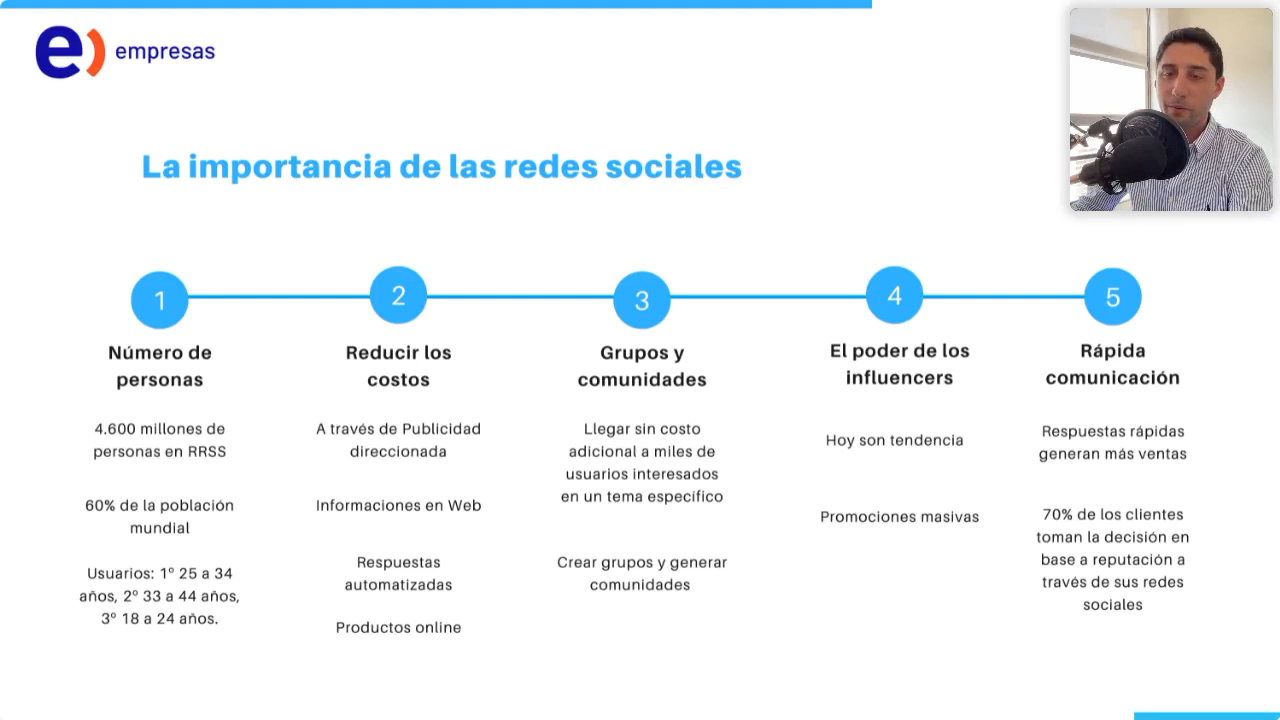 e) empresas
La importancia de las redes sociales
1
Número de
personas
4.600 millones de
personas en RRSS
60% de la población
mundial
Usuarios: 1º 25 a 34
años, 2º 33 a 44 años,
3º 18 a 24 años.
2
Reducir los
costos
A través de Publicidad
direccionada
Informaciones en Web
Respuestas
automatizadas
Productos online
3
Grupos y
comunidades
Llegar sin costo
adicional a miles de
usuarios interesados
en un tema específico
Crear grupos y generar
comunidades
4
El poder de los
influencers
Hoy son tendencia
Promociones masivas
5
Rápida
comunicación
Respuestas rápidas
generan más ventas
70% de los clientes
toman la decisión en
base a reputación a
través de sus redes
sociales